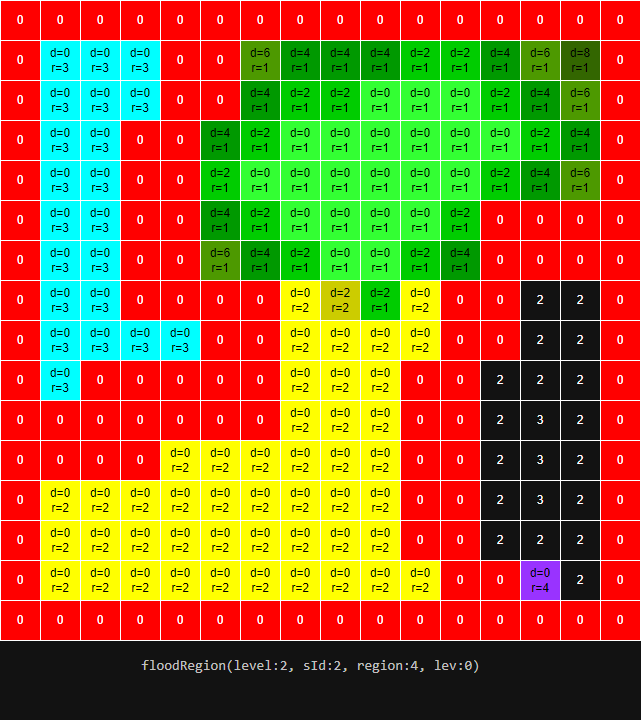 0 0 0 0 0 0 0 0 0 0 0 0 0 0 0 0
0 d=0 r=3 d=0 r=3 d=0 r=3 0 0 d=6 r=1 d=4 r=1 d=4 r=1 d=4 r=1 d=2 r=1 d=2 r=1 d=4 r=1 d=6 r=1 d=8 r=1 0
0 d=0 r=3 d=0 r=3 d=0 r=3 0 0 d=4 r=1 d=2 r=1 d=2 r=1 d=0 r=1 d=0 r=1 d=0 r=1 d=2 r=1 d=4 r=1 d=6 r=1 0
0 d=0 r=3 d=0 r=3 0 0 d=4 r=1 d=2 r=1 d=0 r=1 d=0 r=1 d=0 r=1 d=0 r=1 d=0 r=1 d=0 r=1 d=2 r=1 d=4 r=1 0
0 d=0 r=3 d=0 r=3 0 0 d=2 r=1 d=0 r=1 d=0 r=1 d=0 r=1 d=0 r=1 d=0 r=1 d=0 r=1 d=2 r=1 d=4 r=1 d=6 r=1 0
0 d=0 r=3 d=0 r=3 0 0 d=4 r=1 d=2 r=1 d=0 r=1 d=0 r=1 d=0 r=1 d=0 r=1 d=2 r=1 0 0 0 0
0 d=0 r=3 d=0 r=3 0 0 d=6 r=1 d=4 r=1 d=2 r=1 d=0 r=1 d=0 r=1 d=2 r=1 d=4 r=1 0 0 0 0
0 d=0 r=3 d=0 r=3 0 0 0 0 d=0 r=2 d=2 r=2 d=2 r=1 d=0 r=2 0 0 2 2 0
0 d=0 r=3 d=0 r=3 d=0 r=3 d=0 r=3 0 0 d=0 r=2 d=0 r=2 d=0 r=2 d=0 r=2 0 0 2 2 0
0 d=0 r=3 0 0 0 0 0 d=0 r=2 d=0 r=2 d=0 r=2 0 0 2 2 2 0
0 0 0 0 0 0 0 d=0 r=2 d=0 r=2 d=0 r=2 0 0 2 3 2 0
0 0 0 0 d=0 r=2 d=0 r=2 d=0 r=2 d=0 r=2 d=0 r=2 d=0 r=2 0 0 2 3 2 0
0 d=0 r=2 d=0 r=2 d=0 r=2 d=0 r=2 d=0 r=2 d=0 r=2 d=0 r=2 d=0 r=2 d=0 r=2 0 0 2 3 2 0
0 d=0 r=2 d=0 r=2 d=0 r=2 d=0 r=2 d=0 r=2 d=0 r=2 d=0 r=2 d=0 r=2 d=0 r=2 0 0 2 2 2 0
0 d=0 r=2 d=0 r=2 d=0 r=2 d=0 r=2 d=0 r=2 d=0 r=2 d=0 r=2 d=0 r=2 d=0 r=2 d=0 r=2 0 0 d=0 r=4 2 0
0 0 0 0 0 0 0 0 0 0 0 0 0 0 0 0
floodRegion(level:2, sId:2, region:4, lev:0)